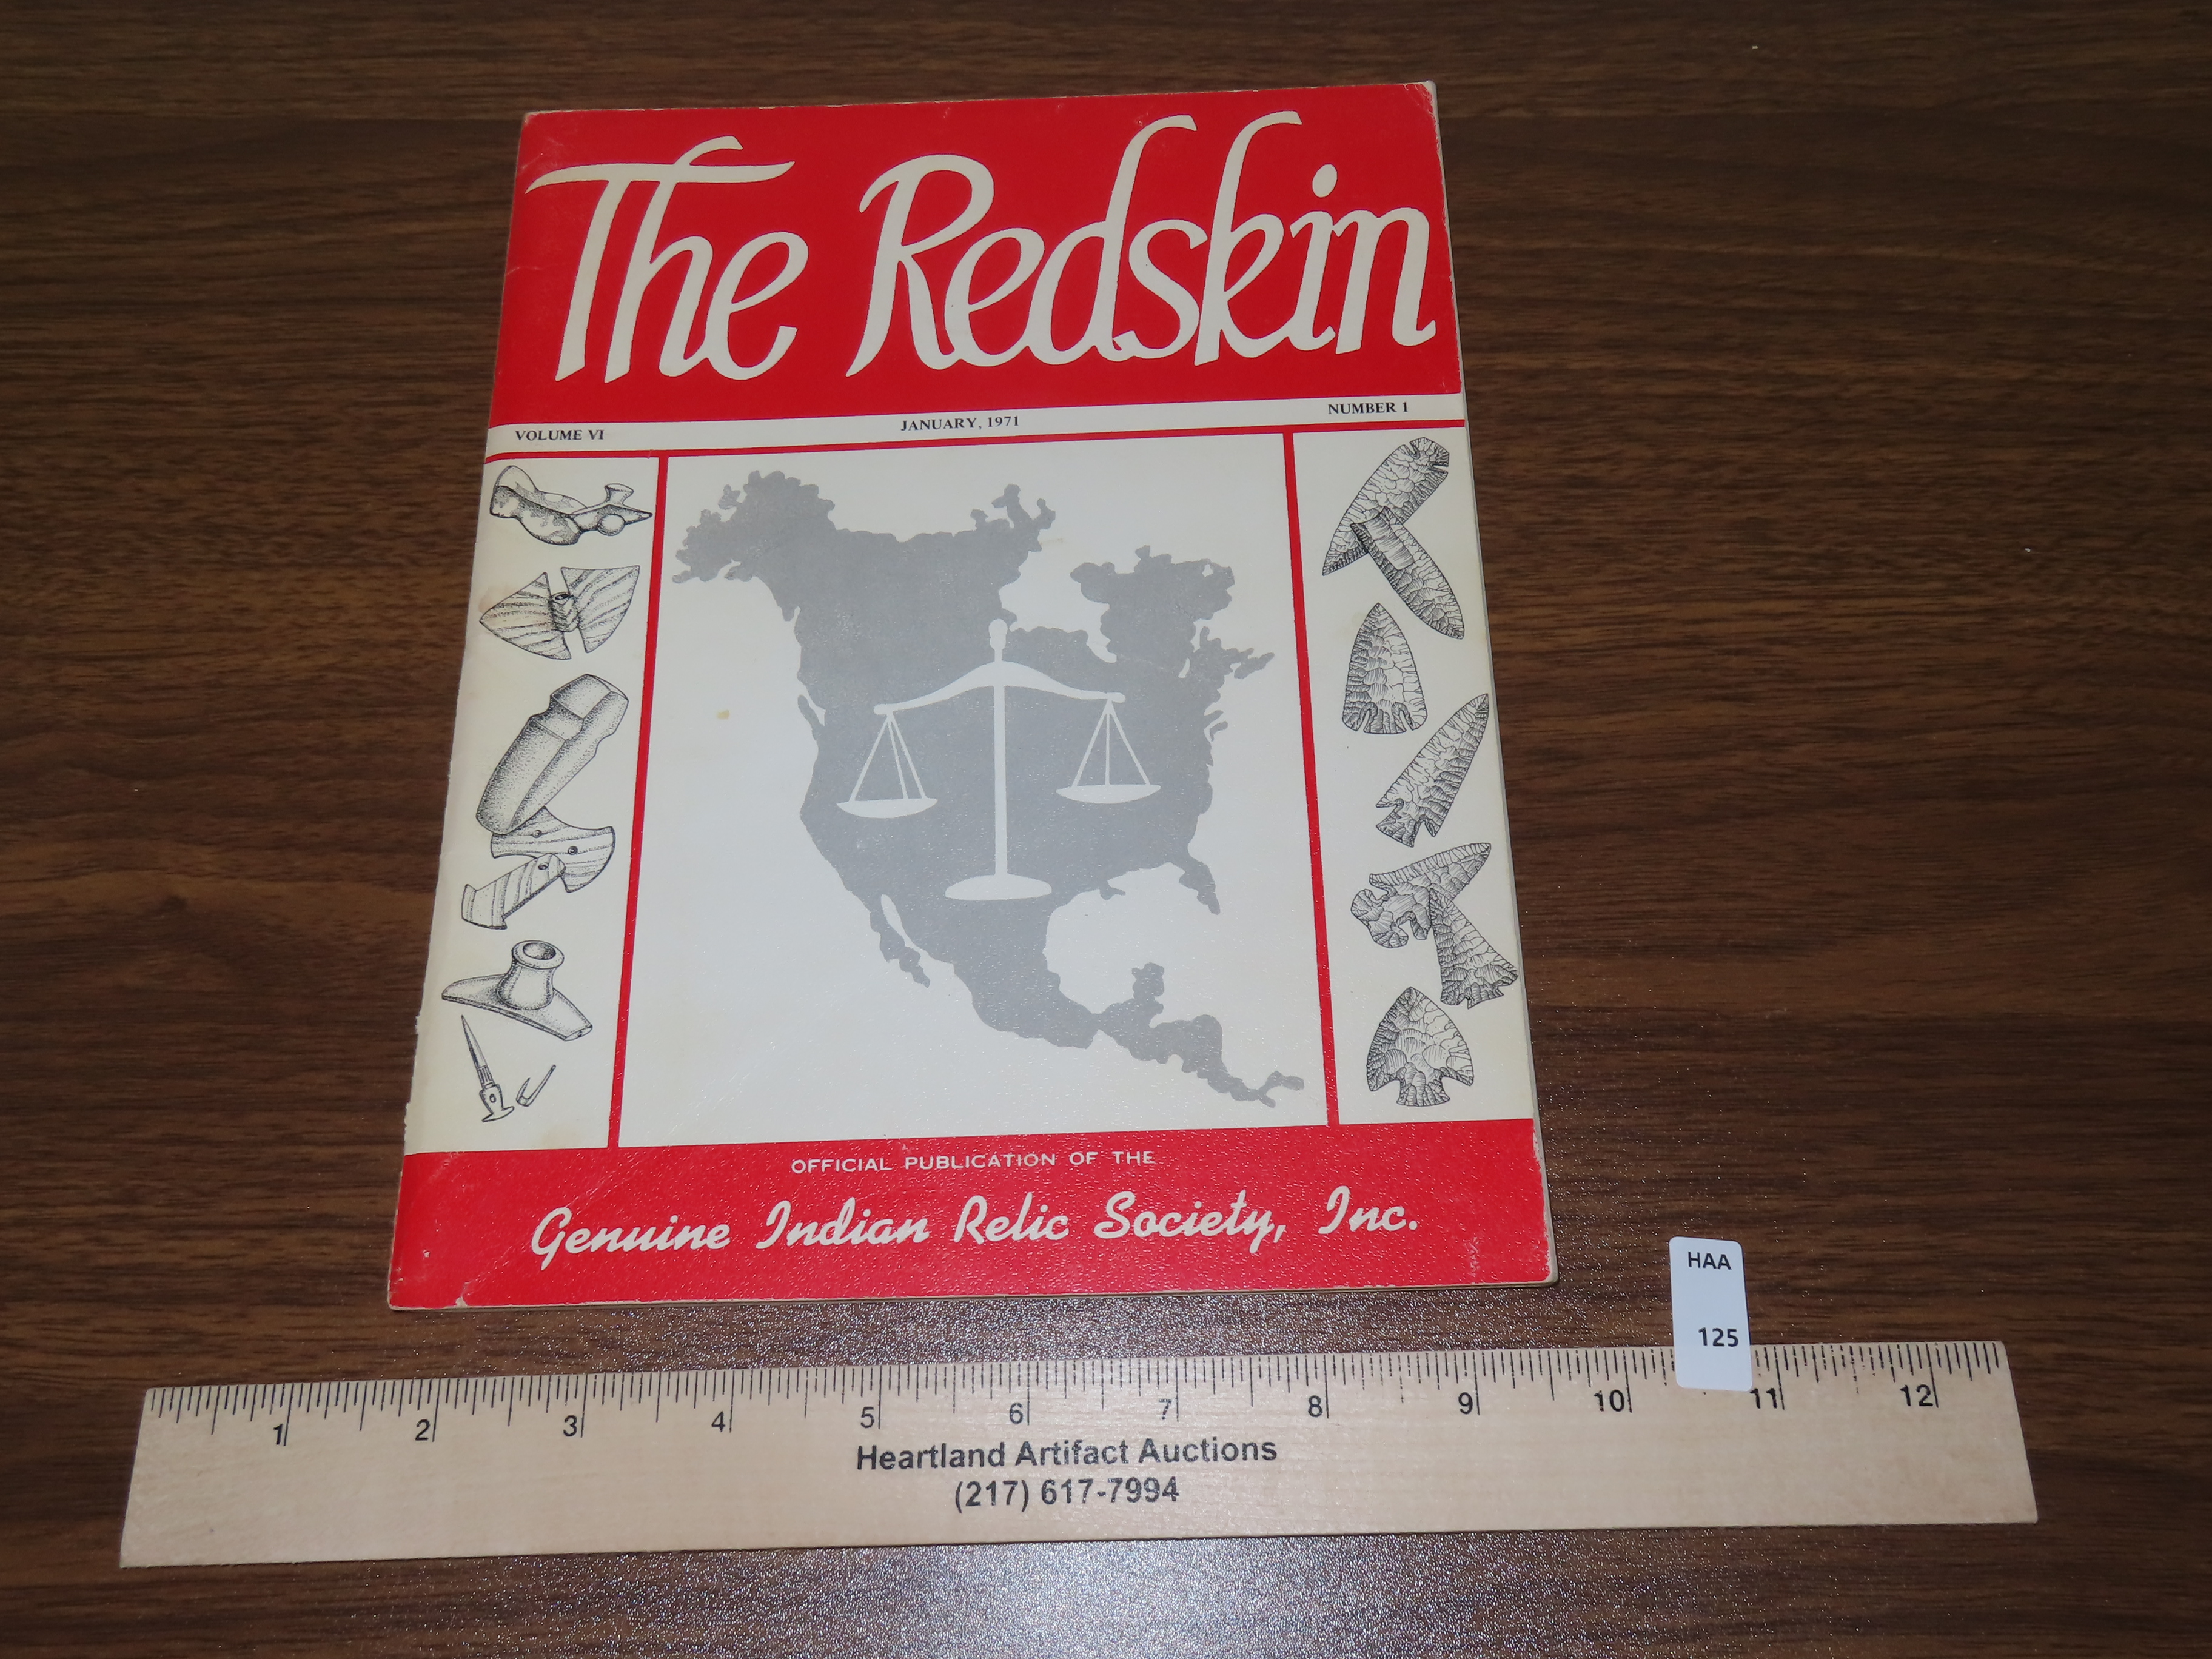 The Redskin
VOLUME VI JANUARY, 1971 NUMBER 1
OFFICIAL PUBLICATION OF THE
Genuine Indian Relic Society, Inc.
HAA
125
1 2 3 4 5 6 7 8 9 10 11 12
Heartland Artifact Auctions
(217) 617-7994